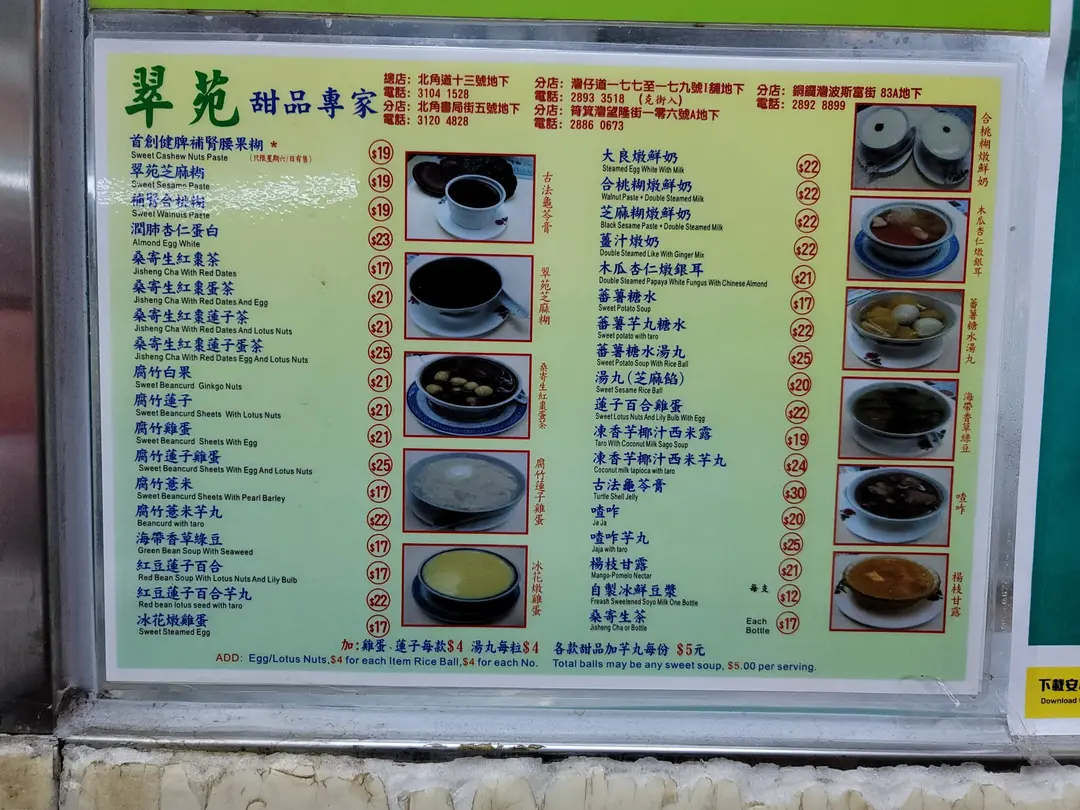 翠苑 甜品專家
總店: 北角道十三號地下
電話: 3104 1528
分店: 北角書局街五號地下
電話: 3120 4828
分店: 灣仔道一七七至一七九號I舖地下
電話: 2893 3518 (克街入)
分店: 筲箕灣望隆街一零六號A地下
電話: 2886 0673
分店: 銅鑼灣波斯富街 83A地下
電話: 2892 8899
首創健脾補腎腰果糊 * $19
Sweet Cashew Nuts Paste (只限星期六/日有售)
翠苑芝麻糊 $19
Sweet Sesame Paste
補腎合桃糊 $19
Sweet Walnuts Paste
潤肺杏仁蛋白 $23
Almond Egg White
桑寄生紅棗茶 $17
Jisheng Cha With Red Dates
桑寄生紅棗蛋茶 $21
Jisheng Cha With Red Dates And Egg
桑寄生紅棗蓮子茶 $21
Jisheng Cha With Red Dates And Lotus Nuts
桑寄生紅棗蓮子蛋茶 $25
Jisheng Cha With Red Dates Egg And Lotus Nuts
腐竹白果 $21
Sweet Beancurd Ginkgo Nuts
腐竹蓮子 $21
Sweet Beancurd Sheets With Lotus Nuts
腐竹雞蛋 $21
Sweet Beancurd Sheets With Egg
腐竹蓮子雞蛋 $25
Sweet Beancurd Sheets With Egg And Lotus Nuts
腐竹薏米 $17
Sweet Beancurd Sheets With Pearl Barley
腐竹薏米芋丸 $22
Beancurd with taro
海帶香草綠豆 $17
Green Bean Soup With Seaweed
紅豆蓮子百合 $17
Red Bean Soup With Lotus Nuts And Lily Bulb
紅豆蓮子百合芋丸 $22
Red bean lotus seed with taro
冰花燉雞蛋 $17
Sweet Steamed Egg
古法龜苓膏
翠苑芝麻糊
桑寄生紅棗蛋茶
腐竹蓮子雞蛋
冰花燉雞蛋
大良燉鮮奶 $22
Steamed Egg White With Milk
合桃糊燉鮮奶 $22
Walnut Paste + Double Steamed Milk
芝麻糊燉鮮奶 $22
Black Sesame Paste + Double Steamed Milk
薑汁燉奶 $22
Double Steamed Like With Ginger Mix
木瓜杏仁燉銀耳 $21
Double Steamed Papaya White Fungus With Chinese Almond
蕃薯糖水 $17
Sweet Potato Soup
蕃薯芋丸糖水 $22
Sweet potato with taro
蕃薯糖水湯丸 $25
Sweet Potato Soup With Rice Ball
湯丸(芝麻餡) $20
Sweet Sesame Rice Ball
蓮子百合雞蛋 $22
Sweet Lotus Nuts And Lily Bulb With Egg
凍香芋椰汁西米露 $19
Taro With Coconut Milk Sago Soup
凍香芋椰汁西米芋丸 $24
Coconut milk tapioca with taro
古法龜苓膏 $30
Turtle Shell Jelly
喳咋 $20
Ja Ja
喳咋芋丸 $25
Jaja with taro
楊枝甘露 $21
Mango-Pomelo Nectar
自製冰鮮豆漿 每支 $12
Freash Sweetened Soyo Milk One Bottle
桑寄生茶 Each Bottle $17
Jisheng Cha or Bottle
合桃糊燉鮮奶
木瓜杏仁燉銀耳
蕃薯糖水湯丸
海帶香草綠豆
喳咋
楊枝甘露
加: 雞蛋．蓮子每款$4 湯丸每粒$4 各款甜品加芋丸每份 $5元
ADD: Egg/Lotus Nuts,$4 for each Item Rice Ball,$4 for each No. Total balls may be any sweet soup, $5.00 per serving.
下載安
Download